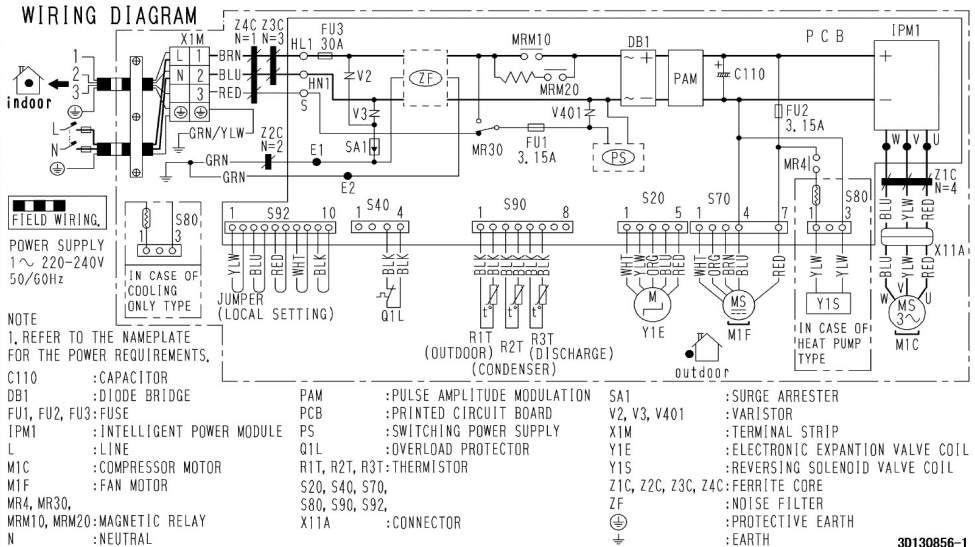 WIRING DIAGRAM
X1M
Z4C Z3C
N=1 N=3
FU3
30A
HL1
MRM10
DB1
PCB
IPM1
1
2
3
L 1
N 2
3
BRN
BLU
RED
HN1
S
V2
V3
ZF
MRM20
V401
PAM
C110
FU2
3.15A
indoor
L
N
GRN/YLW
Z2C
N=2
SA1
E1
GRN
GRN
E2
MR30
FU1
3.15A
PS
MR4
W V U
Z1C
N=4
FIELD WIRING.
POWER SUPPLY
1~ 220-240V
50/60Hz
S80
1 3
IN CASE OF
COOLING
ONLY TYPE
1 S92 10
YLW BLU RED WHT BLK
JUMPER
(LOCAL SETTING)
S40
1 4
BLK BLK
Q1L
S90
1 8
BLK BLK BLK BLK BLK BLK
t° t° t°
R1T R2T R3T
(OUTDOOR) (DISCHARGE)
(CONDENSER)
S20
1 5
WHT YLW ORG BLU RED
M
Y1E
S70
1 4 7
WHT ORG BRN BLU RED
MS
M1F
S80
1 3
YLW YLW
Y1S
IN CASE OF
HEAT PUMP
TYPE
BLU YLW RED
X11A
BLU YLW RED
W V U
MS
3~
M1C
outdoor
NOTE
1. REFER TO THE NAMEPLATE
FOR THE POWER REQUIREMENTS.
C110 :CAPACITOR
DB1 :DIODE BRIDGE
FU1, FU2, FU3:FUSE
IPM1 :INTELLIGENT POWER MODULE
L :LINE
M1C :COMPRESSOR MOTOR
M1F :FAN MOTOR
MR4, MR30,
MRM10, MRM20:MAGNETIC RELAY
N :NEUTRAL
PAM :PULSE AMPLITUDE MODULATION
PCB :PRINTED CIRCUIT BOARD
PS :SWITCHING POWER SUPPLY
Q1L :OVERLOAD PROTECTOR
R1T, R2T, R3T:THERMISTOR
S20, S40, S70,
S80, S90, S92,
X11A :CONNECTOR
SA1 :SURGE ARRESTER
V2, V3, V401 :VARISTOR
X1M :TERMINAL STRIP
Y1E :ELECTRONIC EXPANTION VALVE COIL
Y1S :REVERSING SOLENOID VALVE COIL
Z1C, Z2C, Z3C, Z4C:FERRITE CORE
ZF :NOISE FILTER
:PROTECTIVE EARTH
:EARTH
3D130856-1